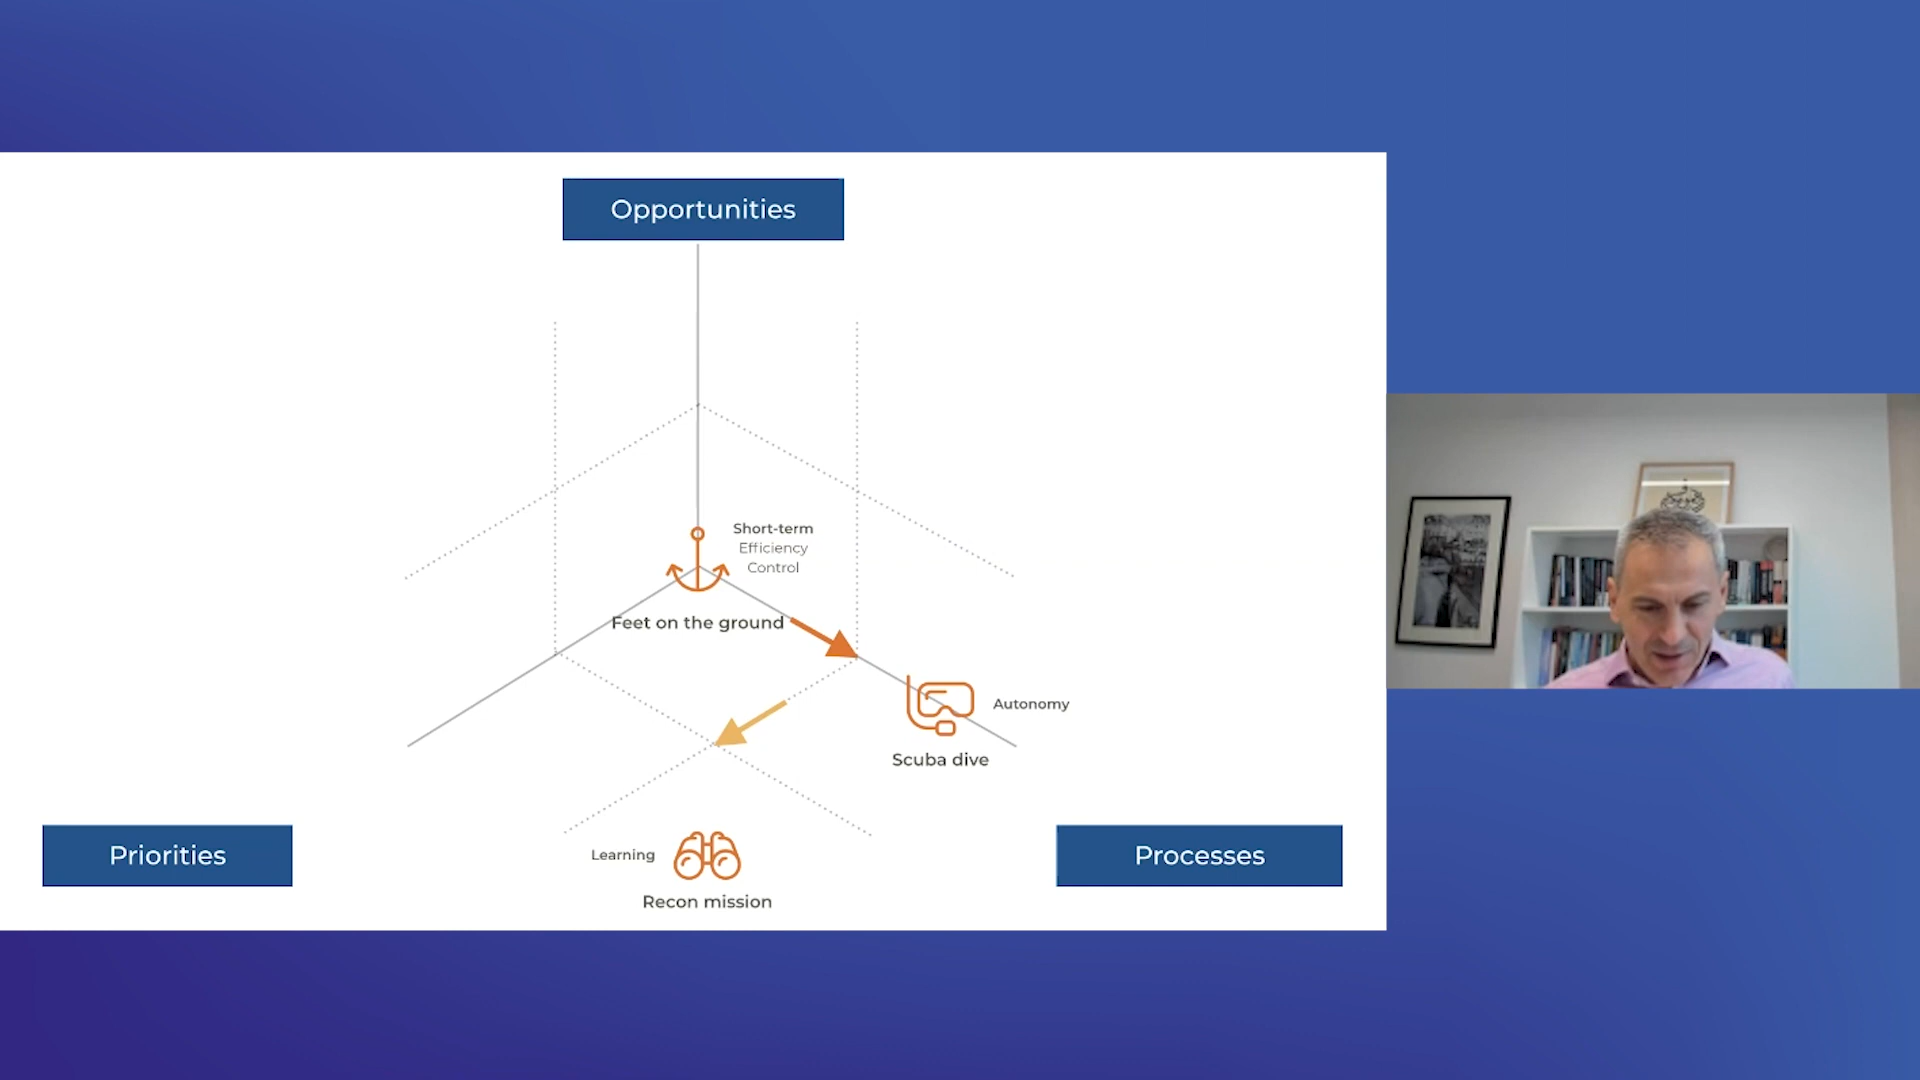 Opportunities
Short-term
Efficiency
Control
Feet on the ground
Autonomy
Scuba dive
Priorities
Processes
Learning
Recon mission